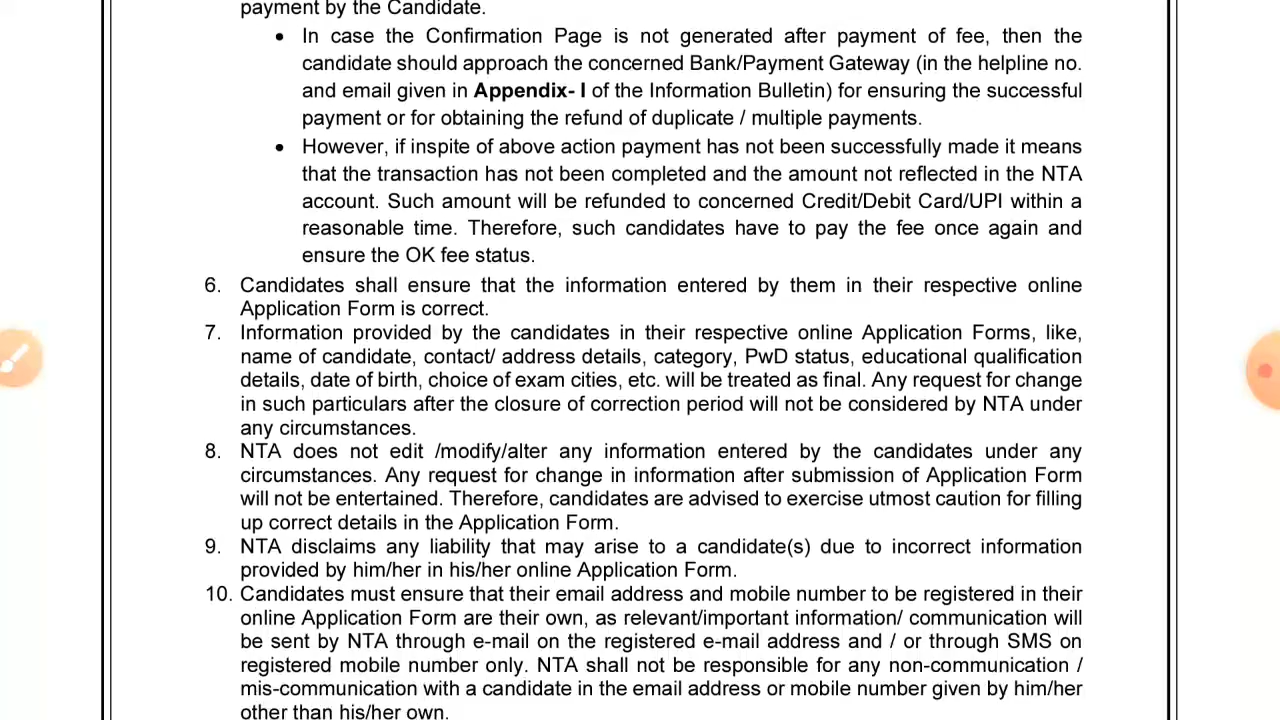 payment by the Candidate.
• In case the Confirmation Page is not generated after payment of fee, then the
candidate should approach the concerned Bank/Payment Gateway (in the helpline no.
and email given in Appendix- I of the Information Bulletin) for ensuring the successful
payment or for obtaining the refund of duplicate / multiple payments.
• However, if inspite of above action payment has not been successfully made it means
that the transaction has not been completed and the amount not reflected in the NTA
account. Such amount will be refunded to concerned Credit/Debit Card/UPI within a
reasonable time. Therefore, such candidates have to pay the fee once again and
ensure the OK fee status.
6. Candidates shall ensure that the information entered by them in their respective online
Application Form is correct.
7. Information provided by the candidates in their respective online Application Forms, like,
name of candidate, contact/ address details, category, PwD status, educational qualification
details, date of birth, choice of exam cities, etc. will be treated as final. Any request for change
in such particulars after the closure of correction period will not be considered by NTA under
any circumstances.
8. NTA does not edit /modify/alter any information entered by the candidates under any
circumstances. Any request for change in information after submission of Application Form
will not be entertained. Therefore, candidates are advised to exercise utmost caution for filling
up correct details in the Application Form.
9. NTA disclaims any liability that may arise to a candidate(s) due to incorrect information
provided by him/her in his/her online Application Form.
10. Candidates must ensure that their email address and mobile number to be registered in their
online Application Form are their own, as relevant/important information/ communication will
be sent by NTA through e-mail on the registered e-mail address and / or through SMS on
registered mobile number only. NTA shall not be responsible for any non-communication /
mis-communication with a candidate in the email address or mobile number given by him/her
other than his/her own.